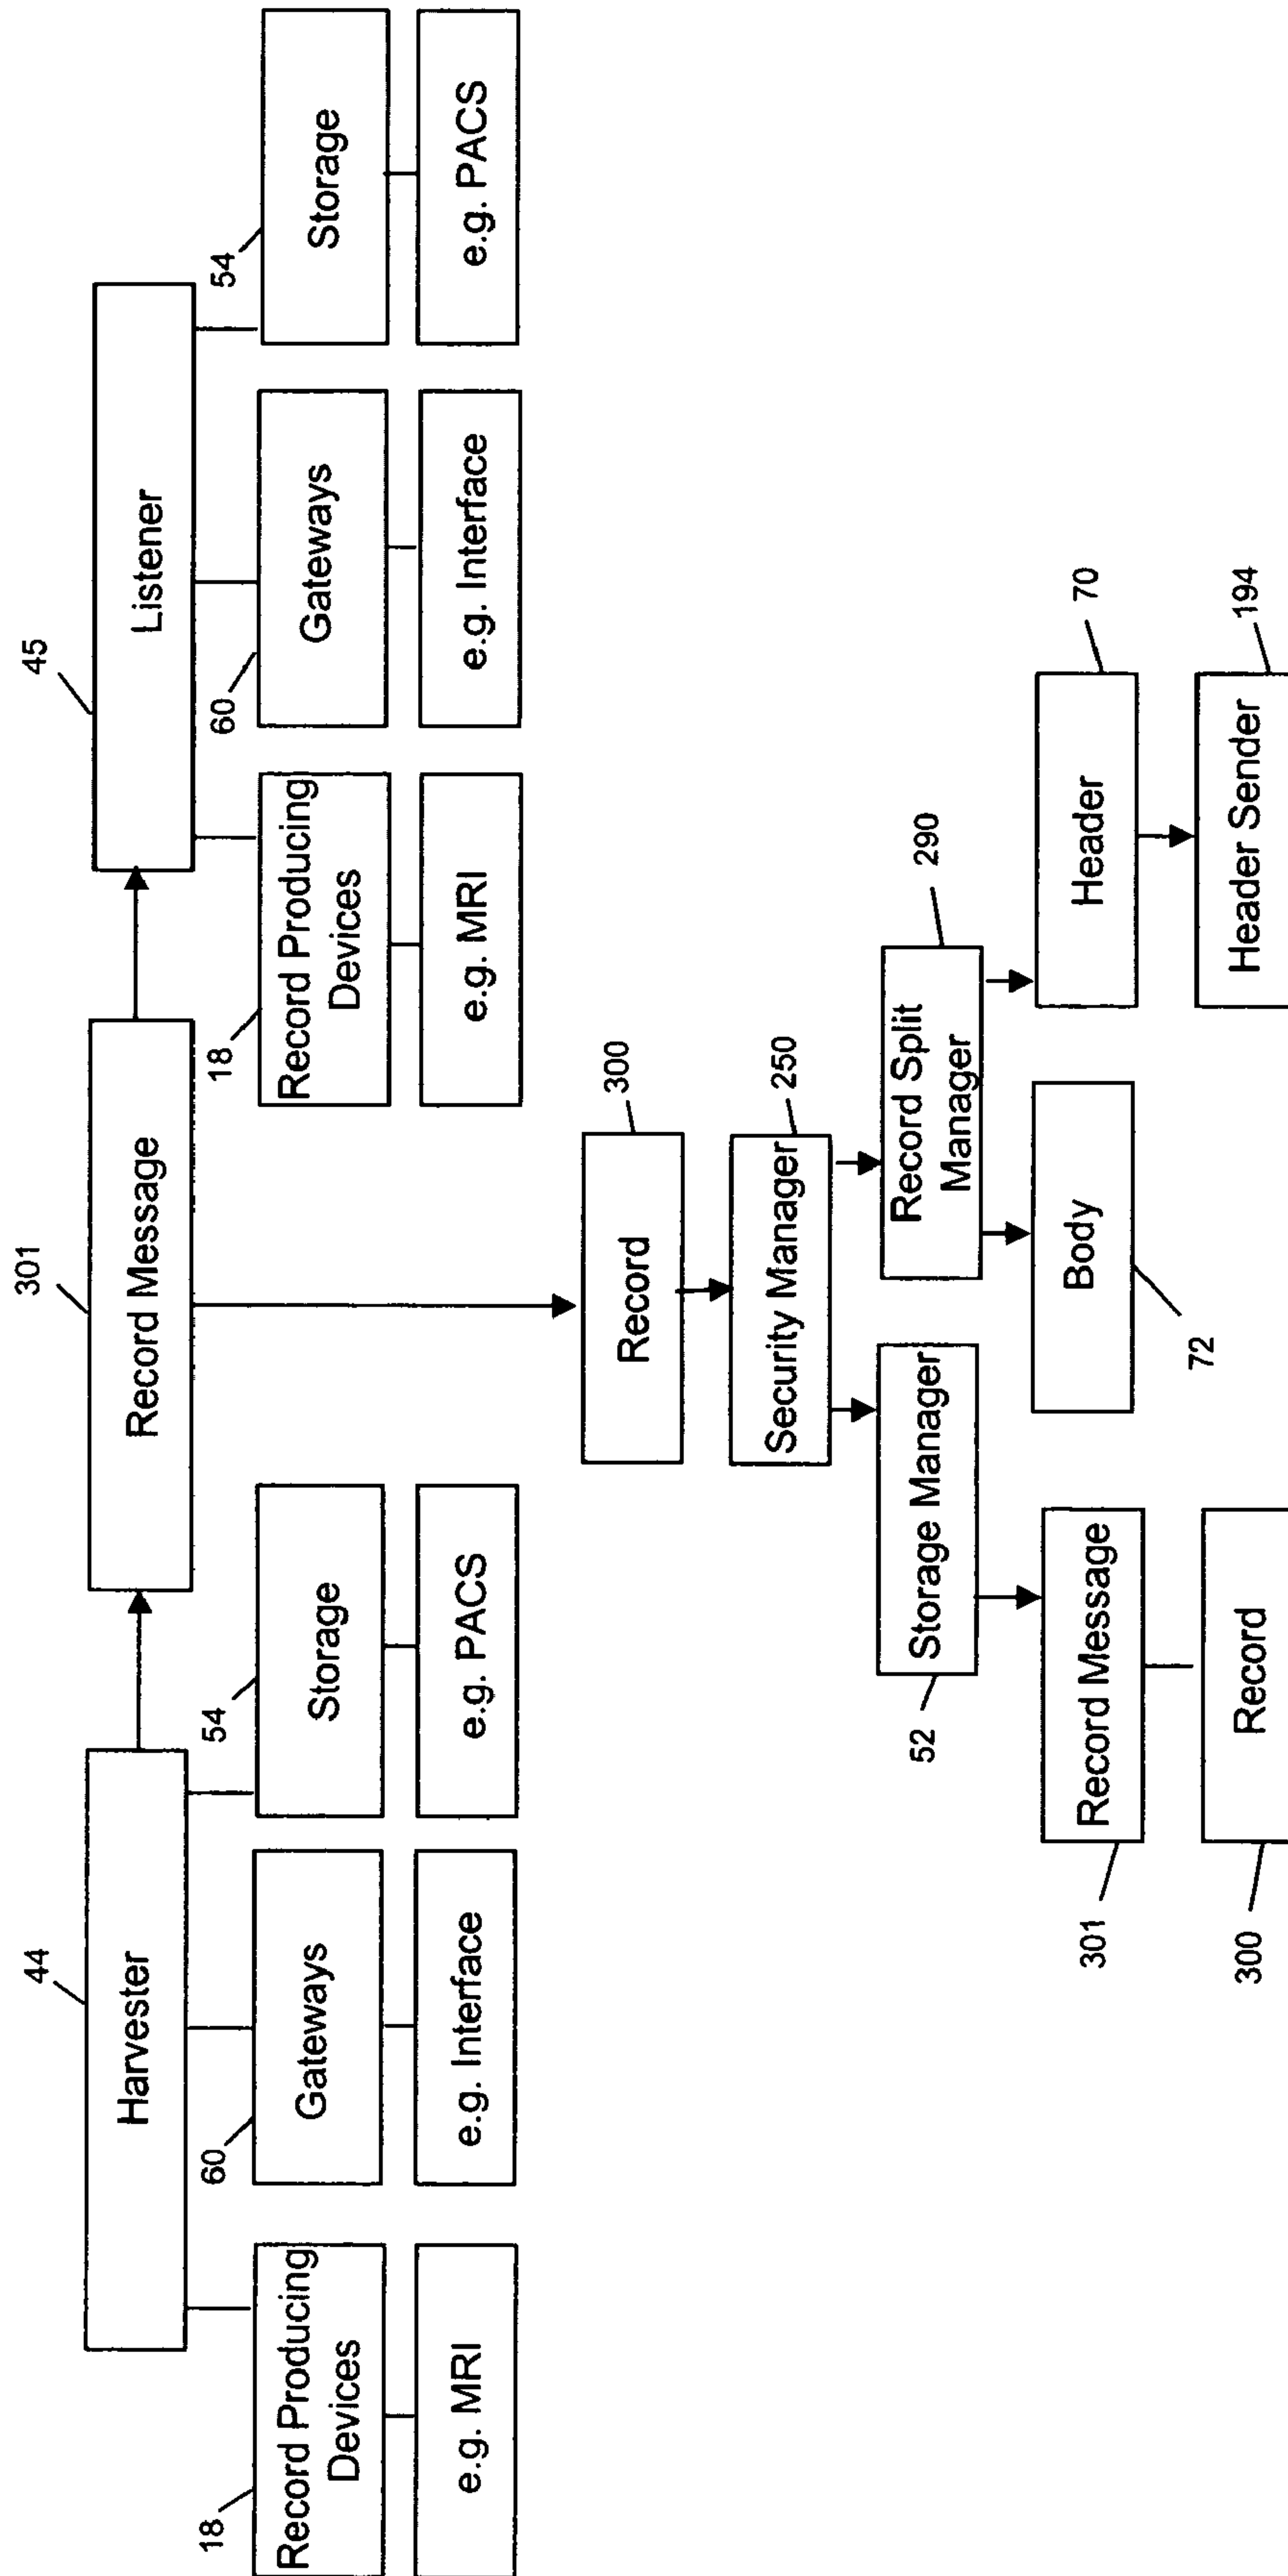 44
301
45
Harvester
Record Message
Listener
18
60
54
18
60
54
Record Producing
Devices
Gateways
Storage
Record Producing
Devices
Gateways
Storage
e.g. MRI
e.g. Interface
e.g. PACS
e.g. MRI
e.g. Interface
e.g. PACS
Record
300
Security Manager
250
52
Storage Manager
Record Split
Manager
290
301
Record Message
Body
72
Header
70
300
Record
Header Sender
194